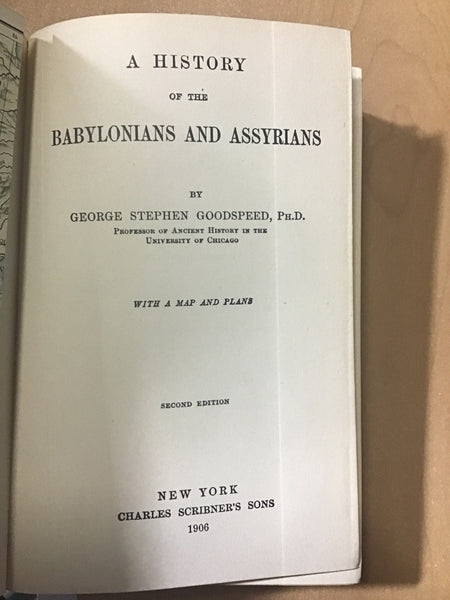 A HISTORY
OF THE
BABYLONIANS AND ASSYRIANS
BY
GEORGE STEPHEN GOODSPEED, PH.D.
PROFESSOR OF ANCIENT HISTORY IN THE
UNIVERSITY OF CHICAGO
WITH A MAP AND PLANS
SECOND EDITION
NEW YORK
CHARLES SCRIBNER'S SONS
1906